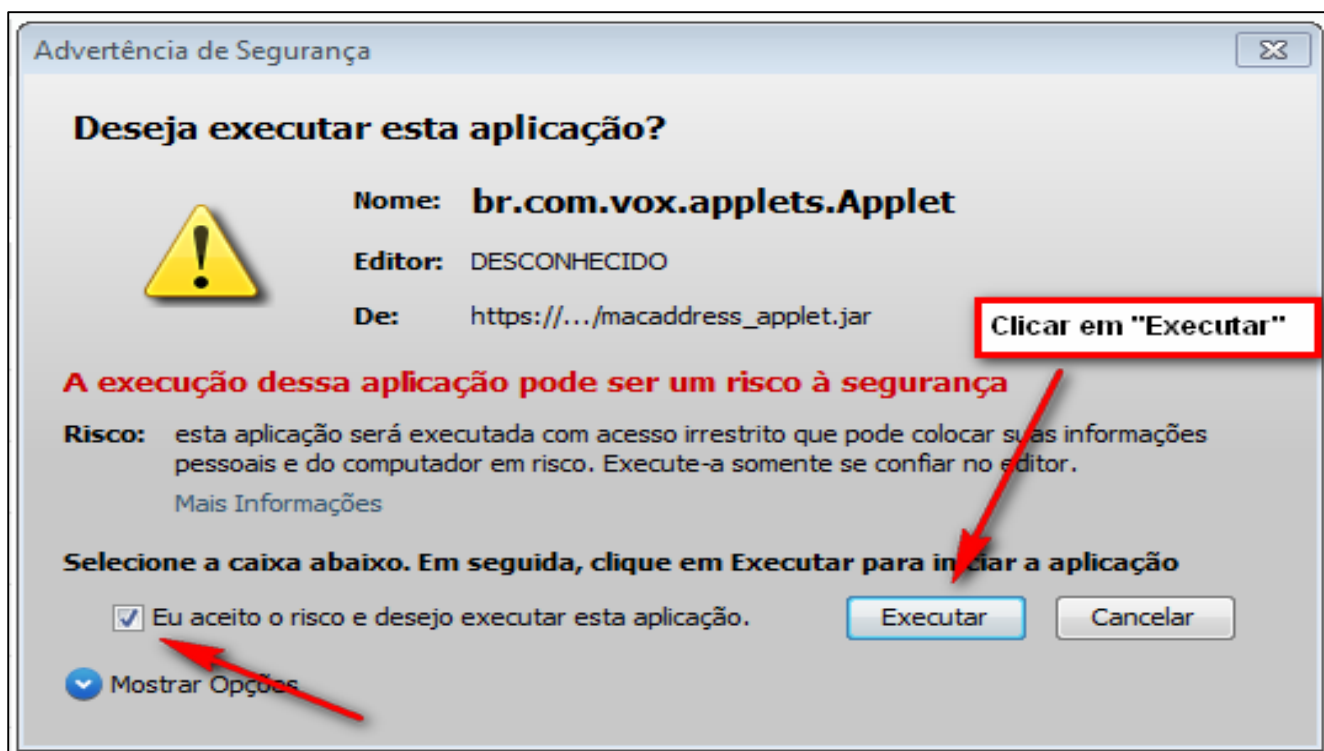 Advertência de Segurança
Deseja executar esta aplicação?
Nome: br.com.vox.applets.Applet
Editor: DESCONHECIDO
De: https://.../macaddress_applet.jar
Clicar em "Executar"
A execução dessa aplicação pode ser um risco à segurança
Risco: esta aplicação será executada com acesso irrestrito que pode colocar suas informações
pessoais e do computador em risco. Execute-a somente se confiar no editor.
Mais Informações
Selecione a caixa abaixo. Em seguida, clique em Executar para iniciar a aplicação
Eu aceito o risco e desejo executar esta aplicação.
Executar
Cancelar
Mostrar Opções